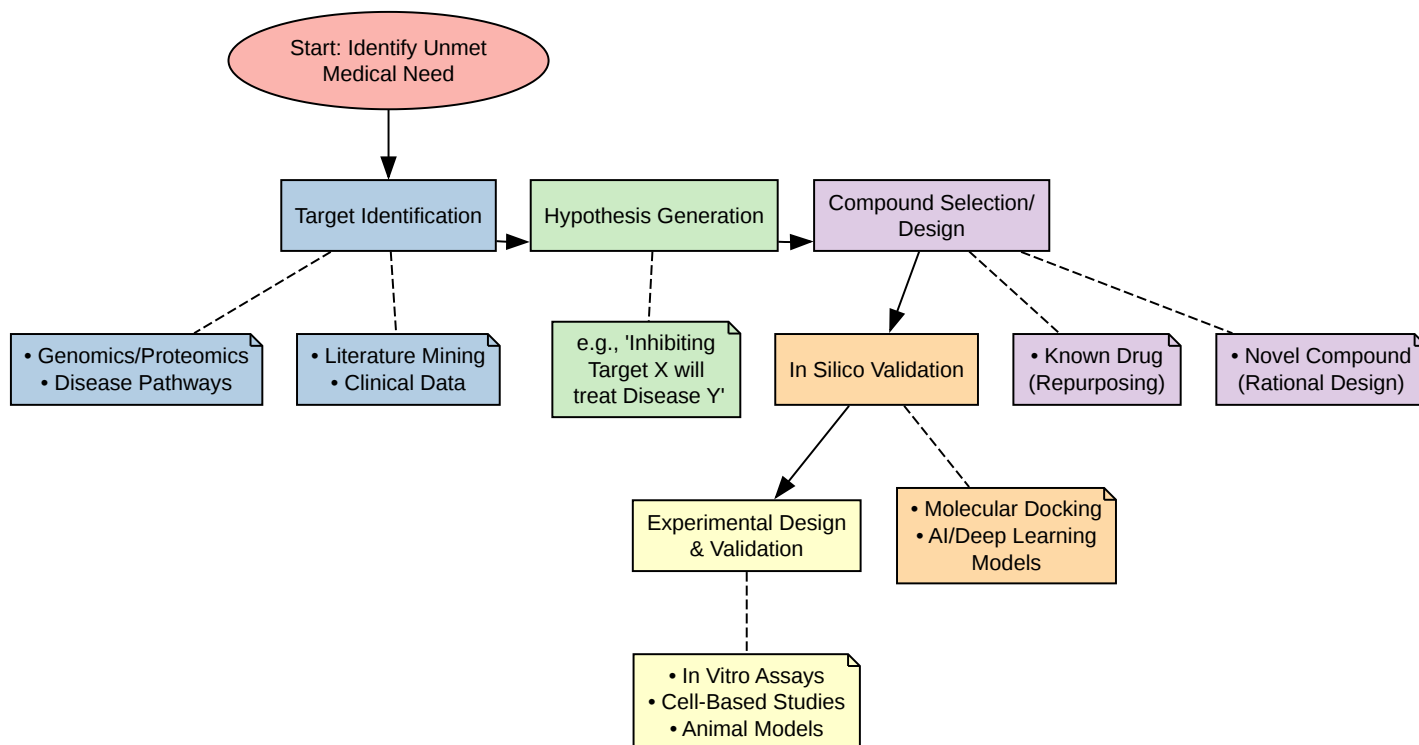 Start: Identify Unmet
Medical Need
Target Identification
Hypothesis Generation
Compound Selection/
Design
• Genomics/Proteomics
• Disease Pathways
• Literature Mining
• Clinical Data
e.g., 'Inhibiting
Target X will
treat Disease Y'
In Silico Validation
• Known Drug
(Repurposing)
• Novel Compound
(Rational Design)
Experimental Design
& Validation
• Molecular Docking
• AI/Deep Learning
Models
• In Vitro Assays
• Cell-Based Studies
• Animal Models